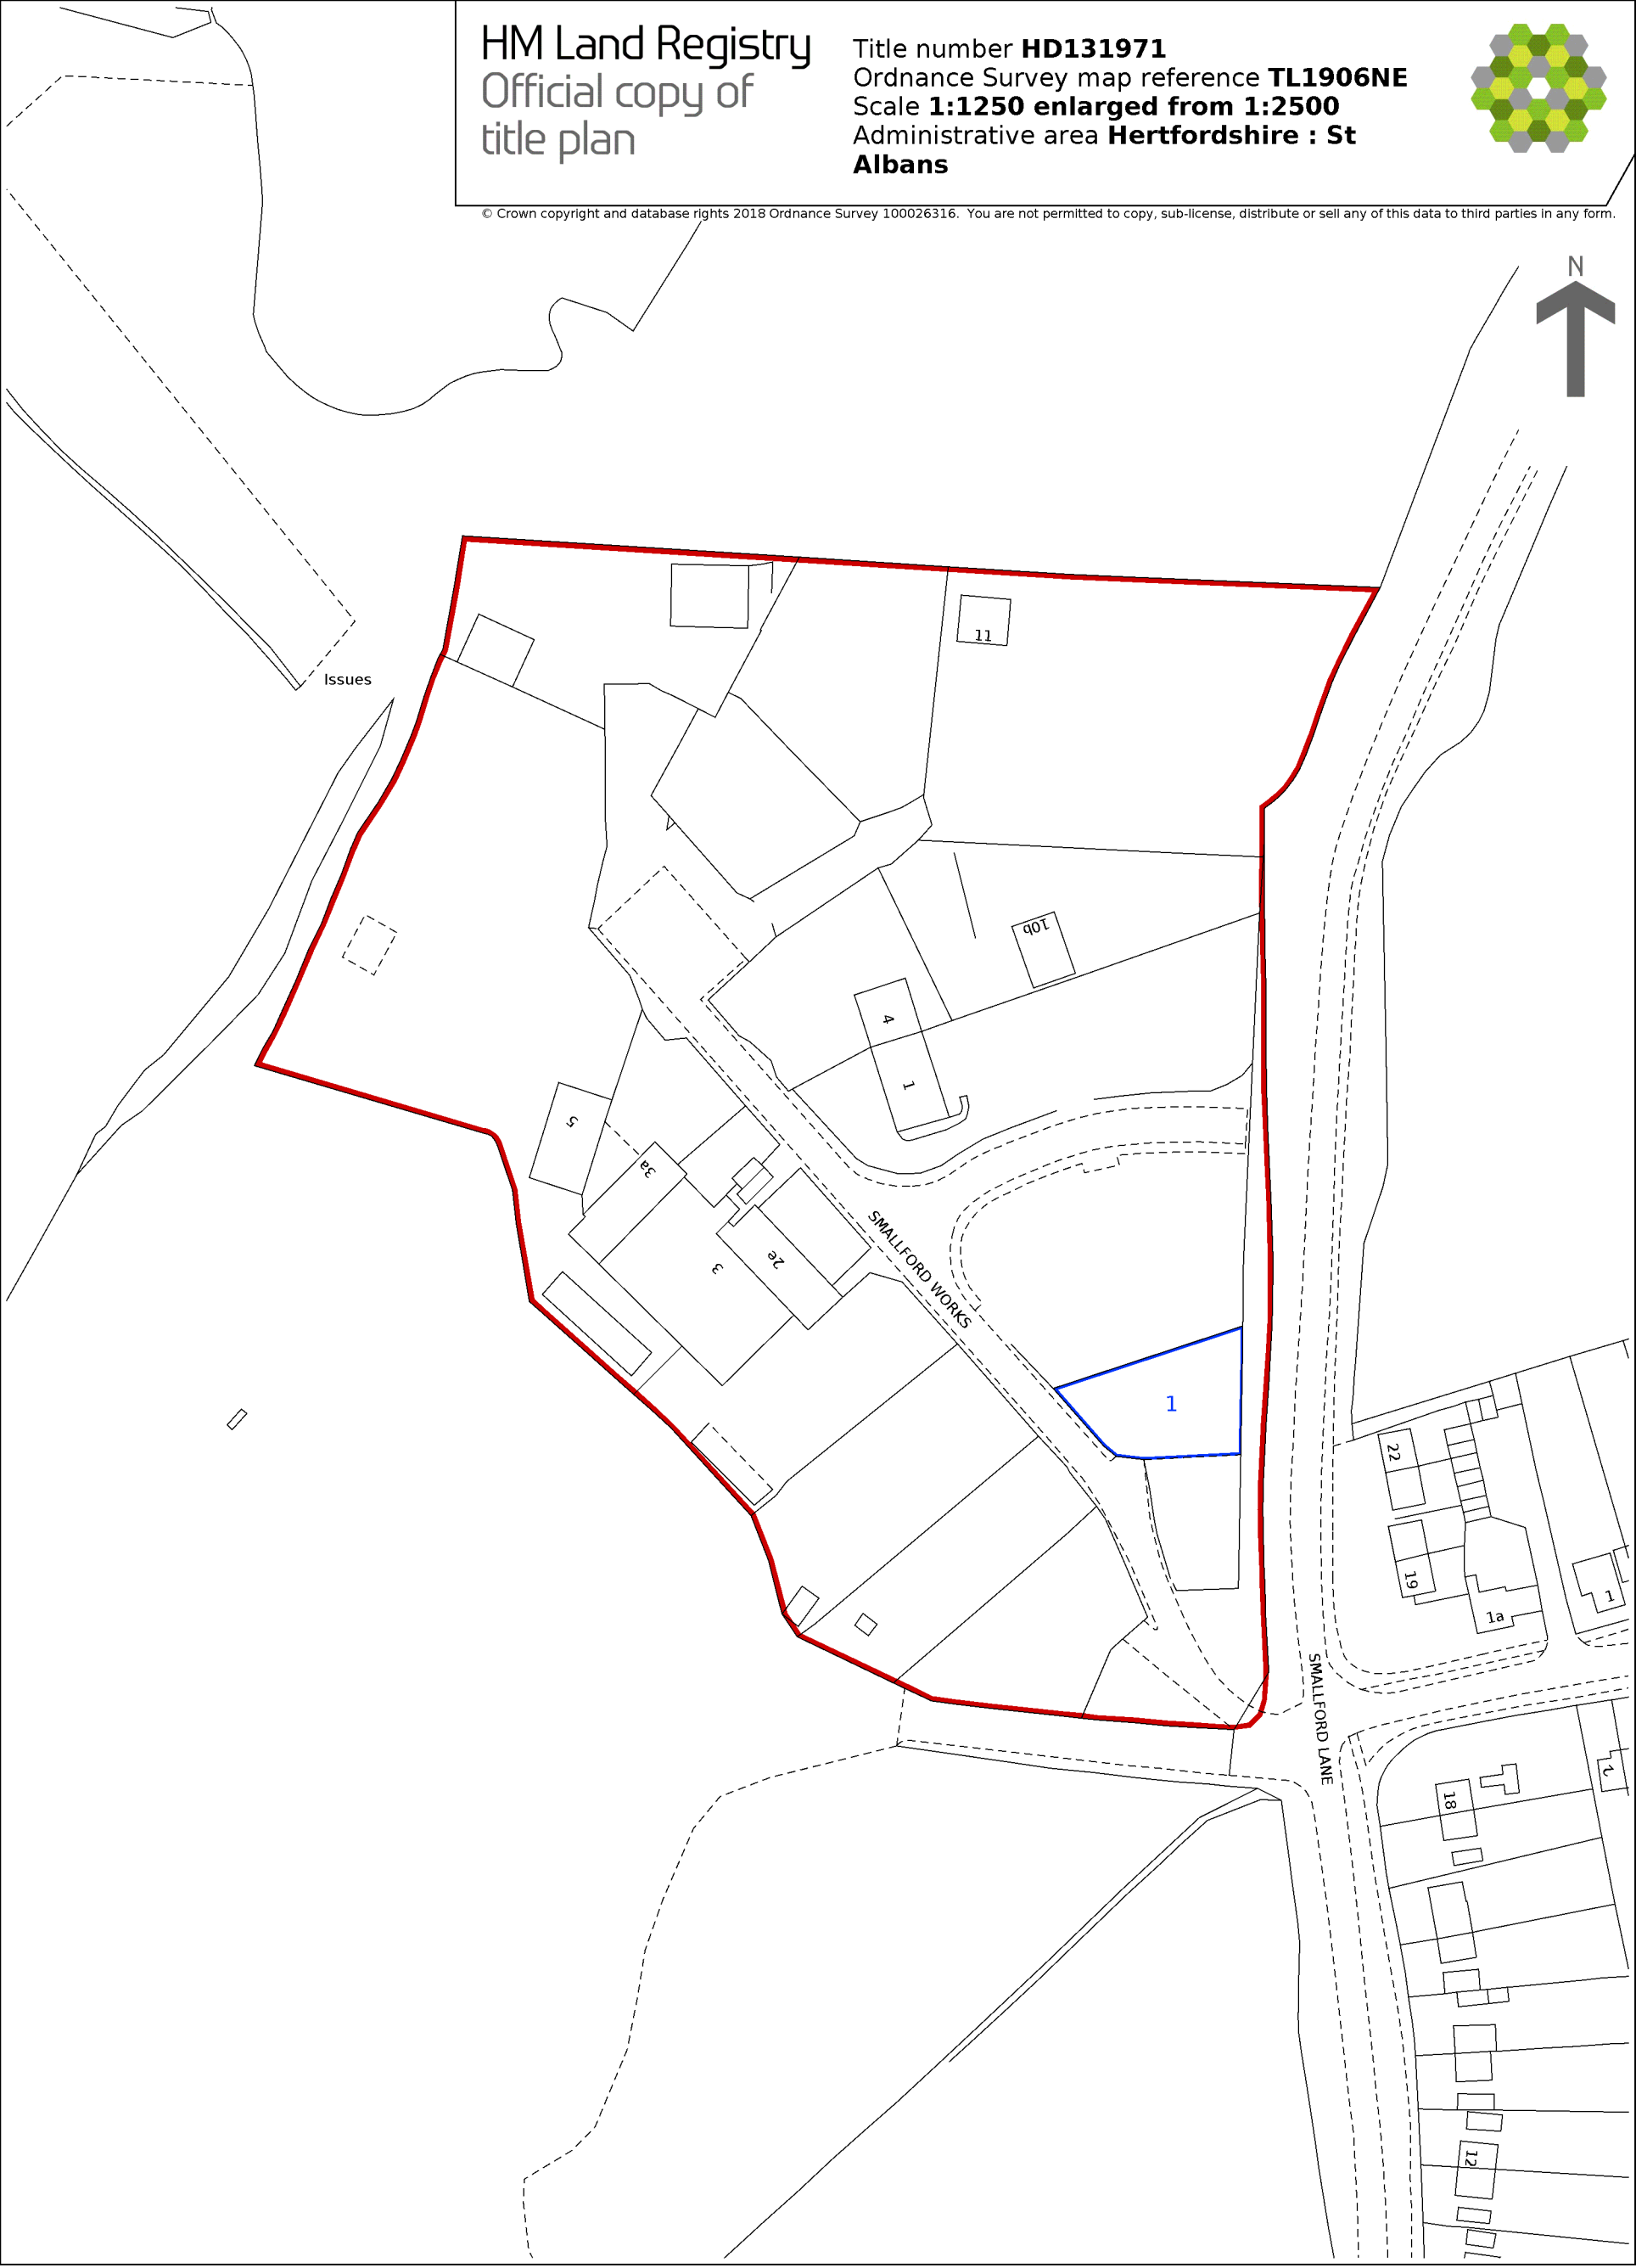 HM Land Registry
Official copy of
title plan
Title number HD131971
Ordnance Survey map reference TL1906NE
Scale 1:1250 enlarged from 1:2500
Administrative area Hertfordshire : St
Albans
© Crown copyright and database rights 2018 Ordnance Survey 100026316. You are not permitted to copy, sub-license, distribute or sell any of this data to third parties in any form.
N
11
Issues
10b
4
1
5
3a
SMALLFORD WORKS
2e
3
1
22
19
1
1a
SMALLFORD LANE
2
18
12